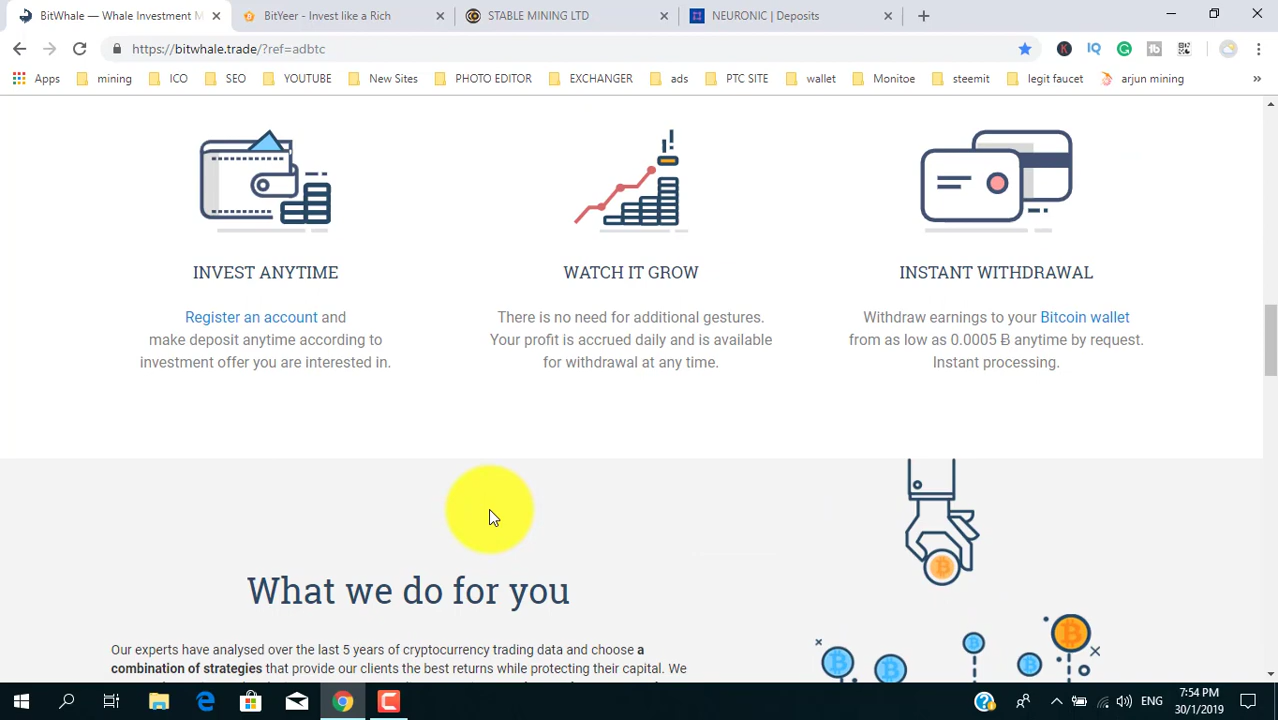 BitWhale — Whale Investment M
BitYeer - Invest like a Rich
STABLE MINING LTD
NEURONIC | Deposits
https://bitwhale.trade/?ref=adbtc
Apps mining ICO SEO YOUTUBE New Sites PHOTO EDITOR EXCHANGER ads PTC SITE wallet Monitoe steemit legit faucet arjun mining »
INVEST ANYTIME
Register an account and
make deposit anytime according to
investment offer you are interested in.
WATCH IT GROW
There is no need for additional gestures.
Your profit is accrued daily and is available
for withdrawal at any time.
INSTANT WITHDRAWAL
Withdraw earnings to your Bitcoin wallet
from as low as 0.0005 Ƀ anytime by request.
Instant processing.
What we do for you
Our experts have analysed over the last 5 years of cryptocurrency trading data and choose a
combination of strategies that provide our clients the best returns while protecting their capital. We
ENG
7:54 PM
30/1/2019